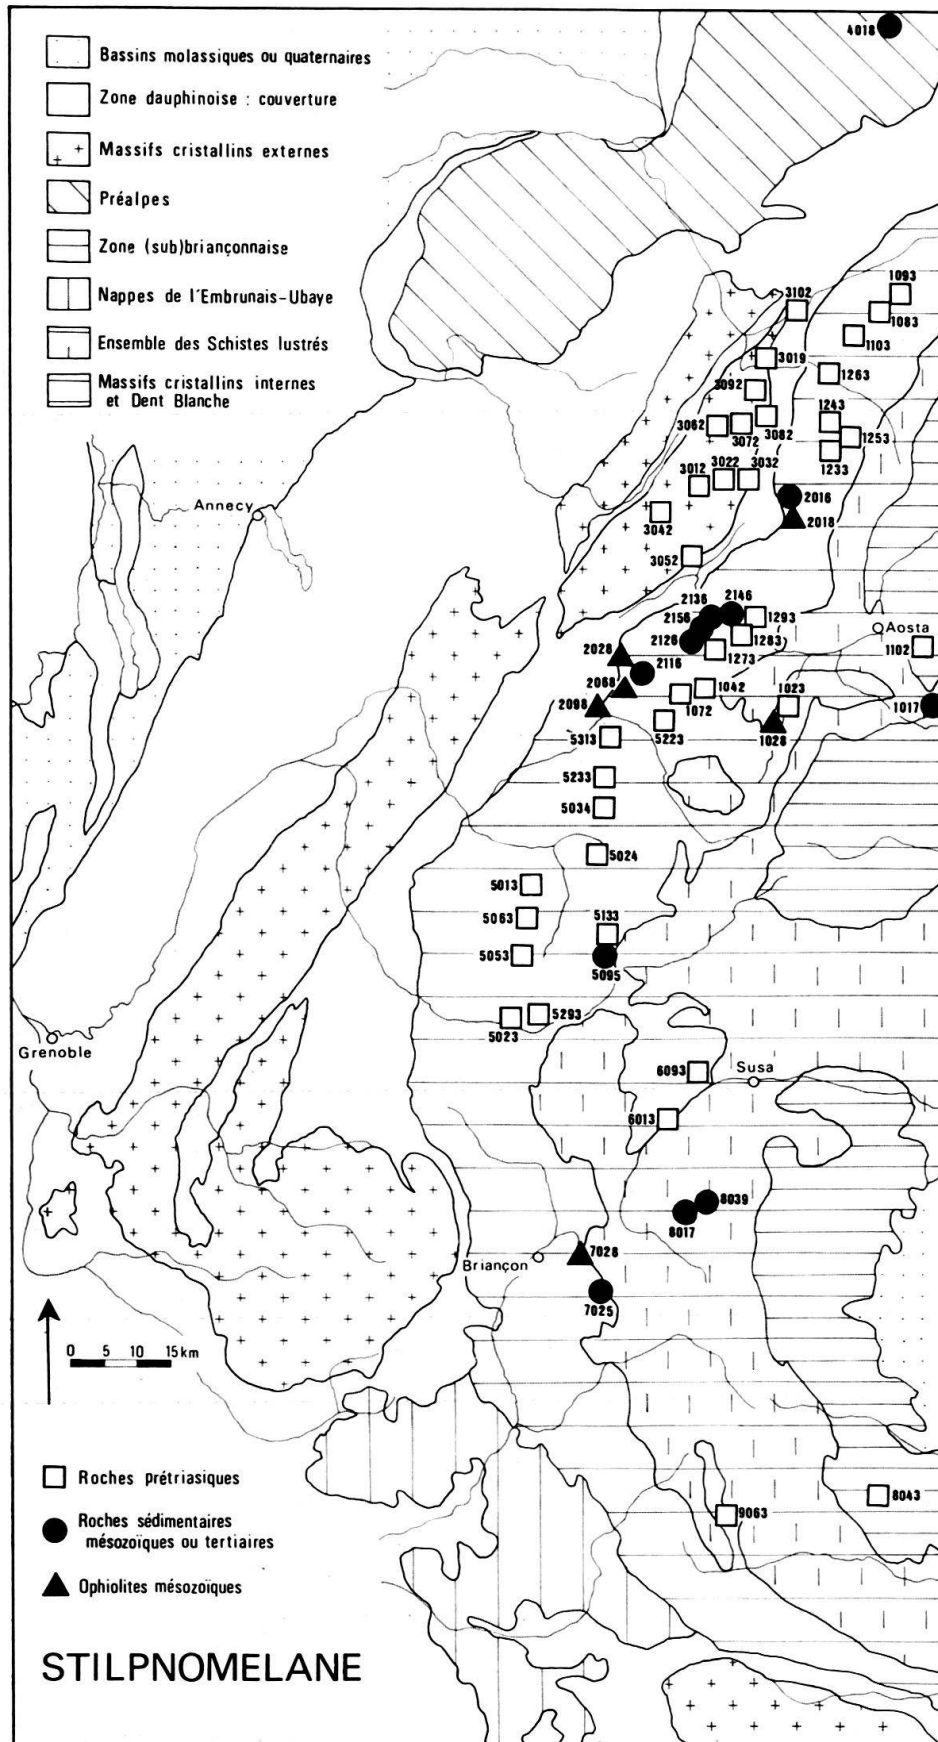 Bassins molassiques ou quaternaires
Zone dauphinoise : couverture
Massifs cristallins externes
Préalpes
Zone (sub)briançonnaise
Nappes de l'Embrunais-Ubaye
Ensemble des Schistes lustrés
Massifs cristallins internes
et Dent Blanche
4018
1093
3102
1083
1103
3019
1263
3092
1243
3062
3072
3082
1253
1233
3012
3022
3032
2016
Annecy
3042
2018
3052
2136
2146
2156
1293
Aosta
2126
1283
1102
2028
1273
2116
2068
1042
1023
2098
1072
1017
5313
5223
1028
5233
5034
5024
5013
5063
5133
5053
5095
5293
5023
Grenoble
6093
Susa
6013
8039
8017
7028
Briançon
7025
0 5 10 15 km
Roches prétriasiques
8043
9063
Roches sédimentaires
mésozoïques ou tertiaires
Ophiolites mésozoïques
STILPNOMELANE